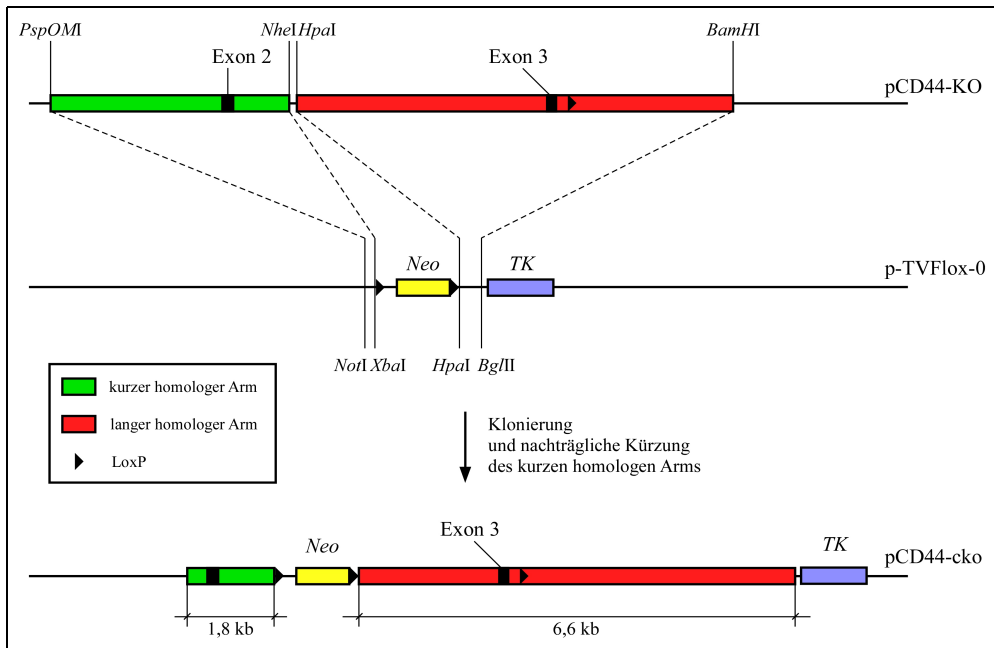 PspOMI
NheI HpaI
BamHI
Exon 2
Exon 3
pCD44-KO
Neo
TK
p-TVFlox-0
NotI XbaI
HpaI
BglII
kurzer homologer Arm
langer homologer Arm
LoxP
Klonierung
und nachträgliche Kürzung
des kurzen homologen Arms
Exon 3
Neo
TK
pCD44-cko
1,8 kb
6,6 kb